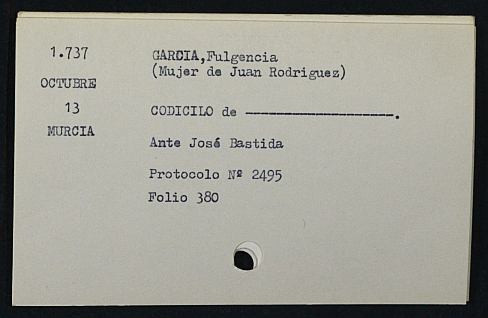 1.737
OCTUBRE
13
MURCIA
GARCIA,Fulgencia
(Mujer de Juan Rodriguez)
CODICILO de --------------------.
Ante José Bastida
Protocolo Nº 2495
Folio 380